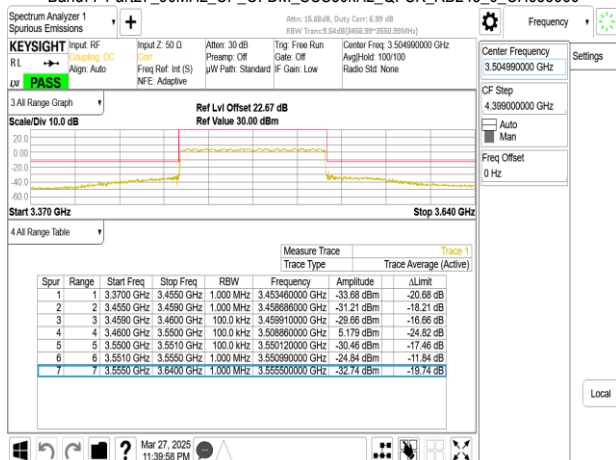 Spectrum Analyzer 1
Spurious Emissions
Attn: 15.68dB, Duty Corr: 6.99 dB
RBW Trans:9.54dB(3458.99~3550.99MHz)
Frequency
Settings
KEYSIGHT
RL
PASS
Input: RF
Coupling: DC
Align: Auto
Input Z: 50 Ω
Corr
Freq Ref: Int (S)
NFE: Adaptive
Atten: 30 dB
Preamp: Off
µW Path: Standard
Trig: Free Run
Gate: Off
IF Gain: Low
Center Freq: 3.504990000 GHz
Avg|Hold: 100/100
Radio Std: None
Center Frequency
3.504990000 GHz
CF Step
4.399000000 GHz
Auto
Man
Freq Offset
0 Hz
3 All Range Graph
Scale/Div 10.0 dB
Ref Lvl Offset 22.67 dB
Ref Value 30.00 dBm
20.0
0.00
-20.0
-40.0
-60.0
Start 3.370 GHz
Stop 3.640 GHz
4 All Range Table
Measure Trace Trace 1
Trace Type Trace Average (Active)
Spur Range Start Freq Stop Freq RBW Frequency Amplitude ΔLimit
1 1 3.3700 GHz 3.4550 GHz 1.000 MHz 3.453460000 GHz -33.68 dBm -20.68 dB
2 2 3.4550 GHz 3.4590 GHz 1.000 MHz 3.458686000 GHz -31.21 dBm -18.21 dB
3 3 3.4590 GHz 3.4600 GHz 100.0 kHz 3.459910000 GHz -29.66 dBm -16.66 dB
4 4 3.4600 GHz 3.5500 GHz 100.0 kHz 3.508860000 GHz 5.179 dBm -24.82 dB
5 5 3.5500 GHz 3.5510 GHz 100.0 kHz 3.550120000 GHz -30.46 dBm -17.46 dB
6 6 3.5510 GHz 3.5550 GHz 1.000 MHz 3.550990000 GHz -24.84 dBm -11.84 dB
7 7 3.5550 GHz 3.6400 GHz 1.000 MHz 3.555500000 GHz -32.74 dBm -19.74 dB
Local
Mar 27, 2025
11:39:58 PM